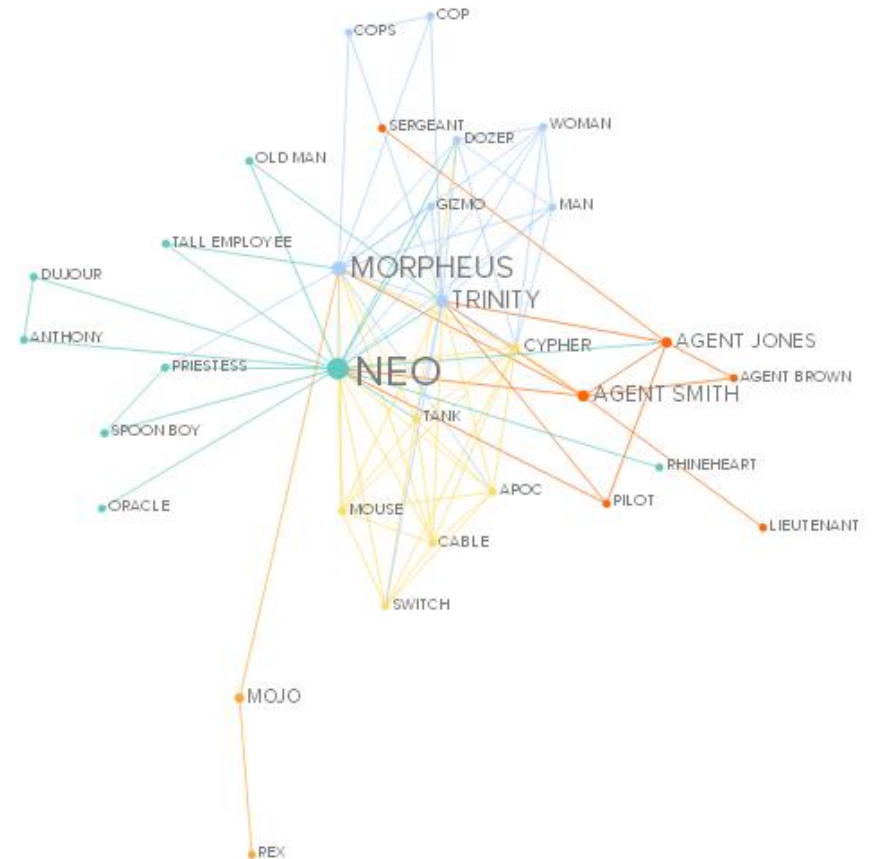 COP
COPS
SERGEANT
WOMAN
DOZER
OLD MAN
GIZMO
MAN
TALL EMPLOYEE
MORPHEUS
DUJOUR
TRINITY
ANTHONY
AGENT JONES
CYPHER
PRIESTESS
NEO
AGENT BROWN
AGENT SMITH
TANK
SPOON BOY
RHINEHEART
APOC
PILOT
ORACLE
MOUSE
LIEUTENANT
CABLE
SWITCH
MOJO
REX